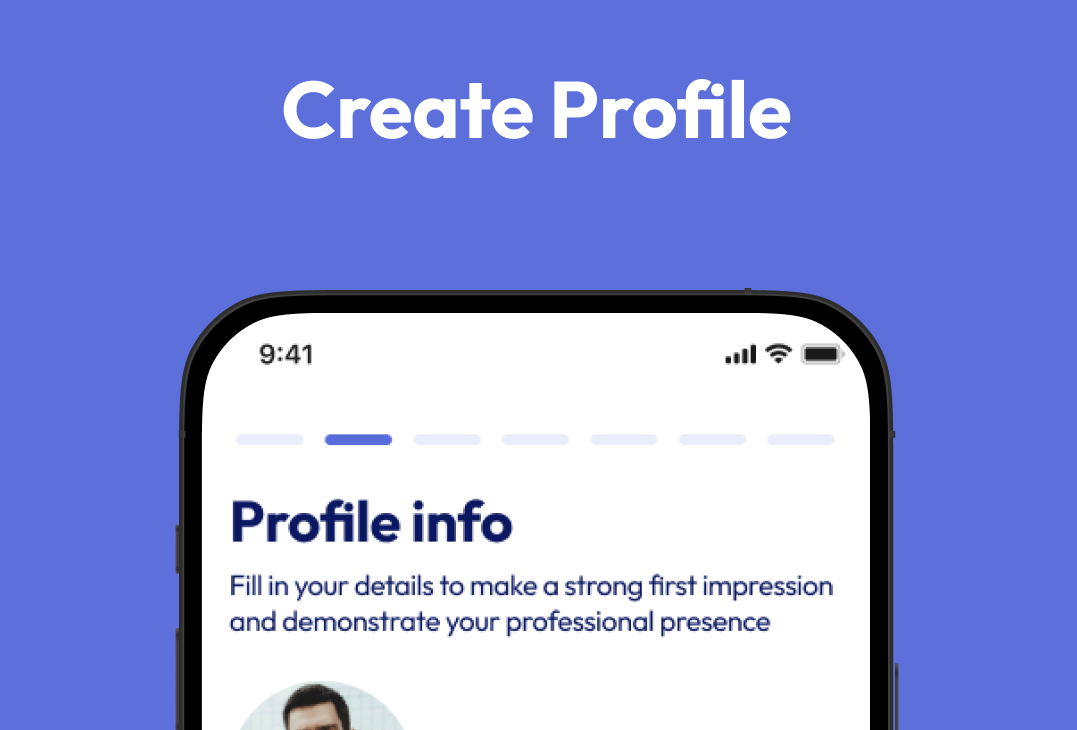 Create Profile
9:41
Profile info
Fill in your details to make a strong first impression
and demonstrate your professional presence